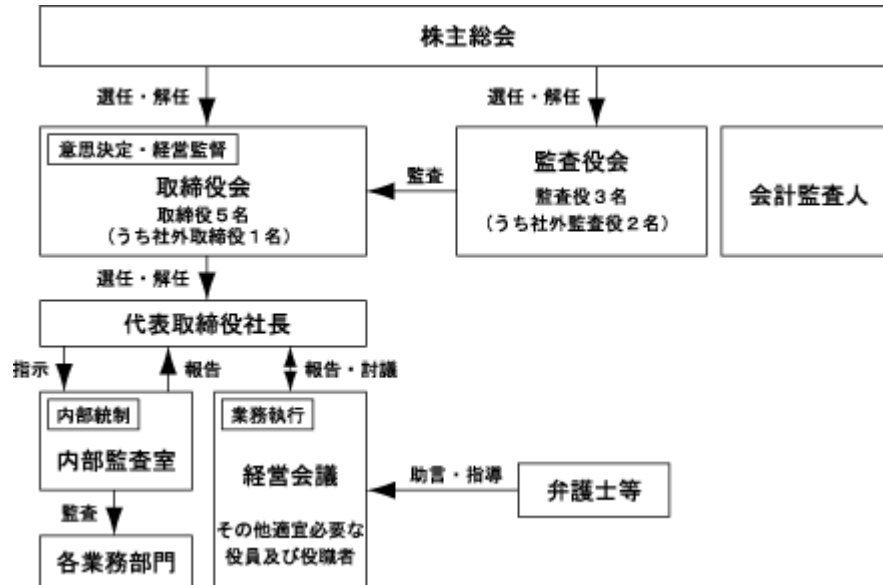 株主総会
選任・解任
選任・解任
意思決定・経営監督
取締役会
取締役5名
(うち社外取締役1名)
監査
監査役会
監査役3名
(うち社外監査役2名)
会計監査人
選任・解任
代表取締役社長
指示
報告
報告・討議
内部統制
内部監査室
業務執行
経営会議
その他適宜必要な
役員及び役職者
助言・指導
弁護士等
監査
各業務部門